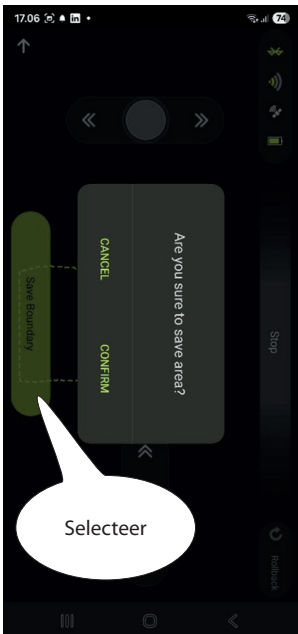 17.06
74
Stop
Are you sure to save area?
CANCEL
CONFIRM
Save Boundary
Rollback
Selecteer